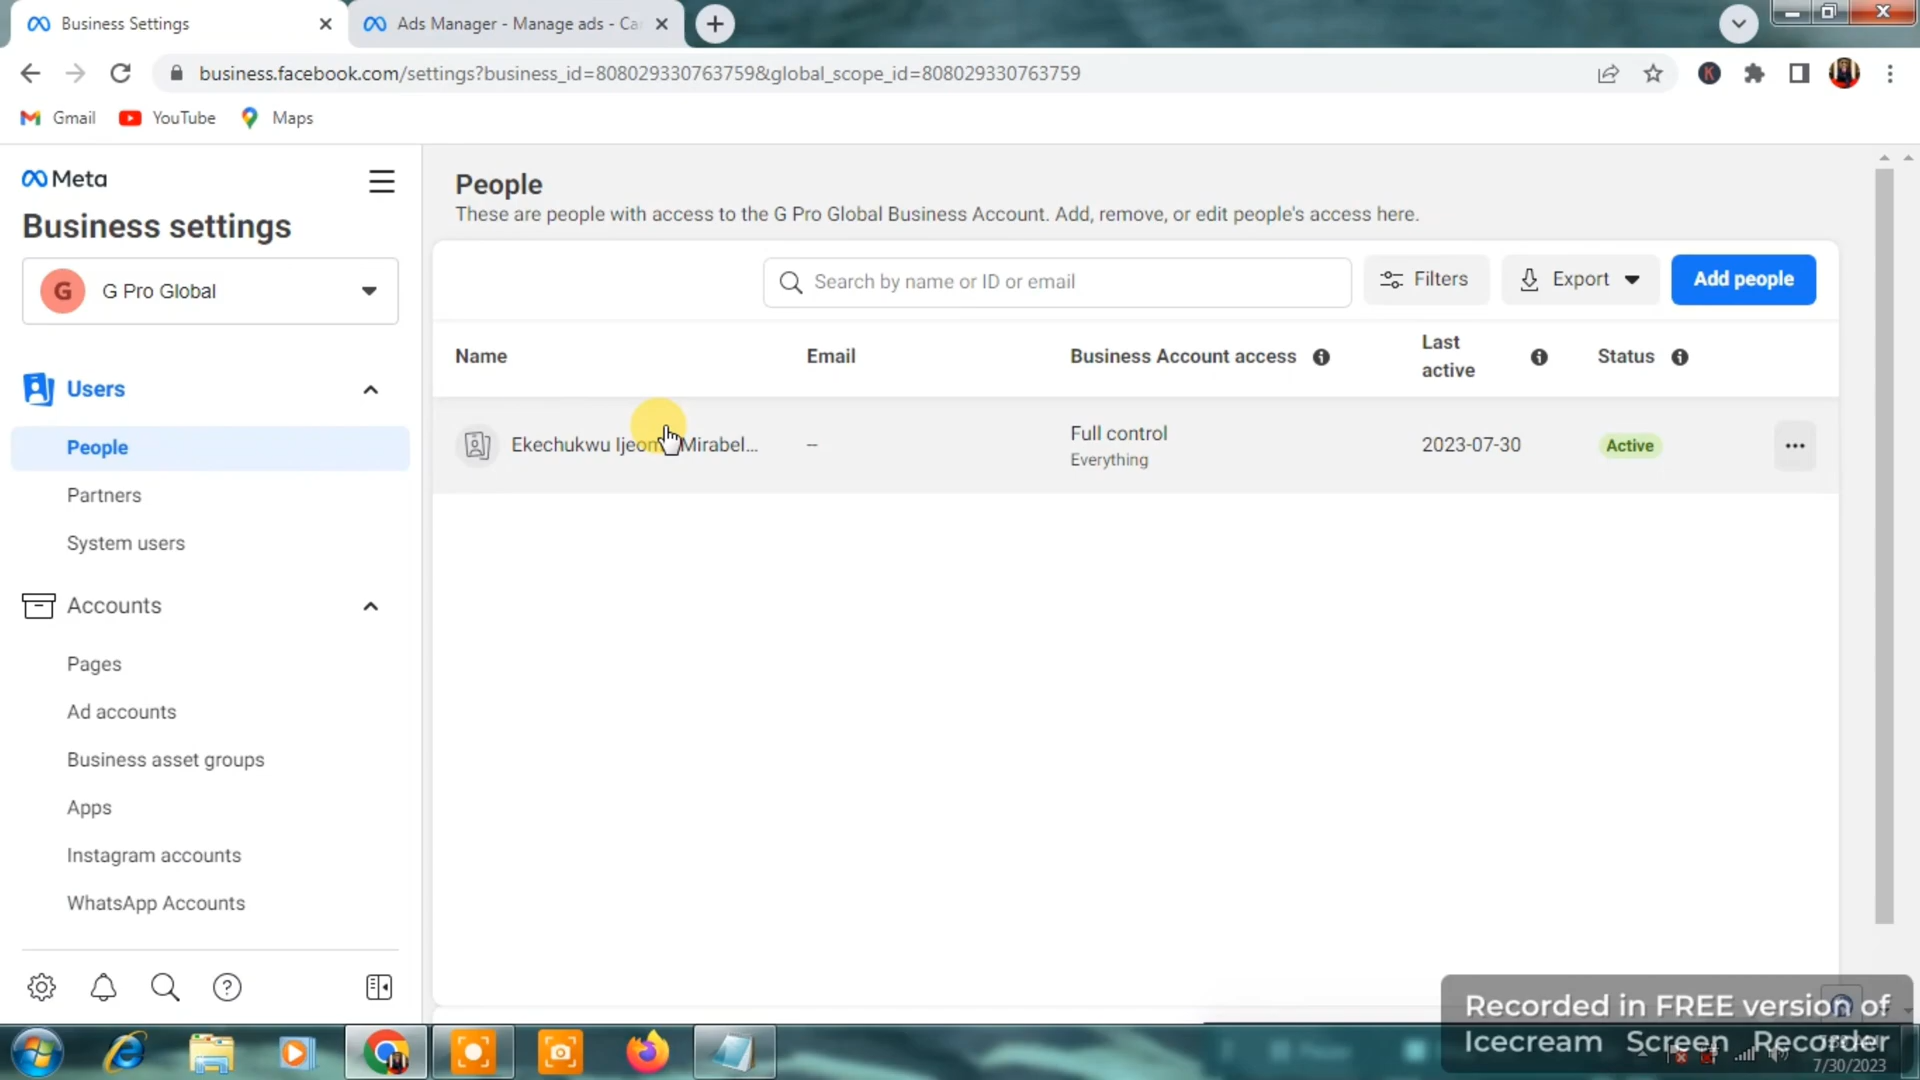 Business Settings
Ads Manager - Manage ads - Ca
business.facebook.com/settings?business_id=808029330763759&global_scope_id=808029330763759
K
Gmail
YouTube
Maps
Meta
Business settings
G
G Pro Global
Users
People
Partners
System users
Accounts
Pages
Ad accounts
Business asset groups
Apps
Instagram accounts
WhatsApp Accounts
People
These are people with access to the G Pro Global Business Account. Add, remove, or edit people's access here.
Search by name or ID or email
Filters
Export
Add people
Name
Email
Business Account access
Last active
Status
Ekechukwu Ijeom Mirabel...
--
Full control
Everything
2023-07-30
Active
Recorded in FREE version of
Icecream Screen Recorder
7/30/2023